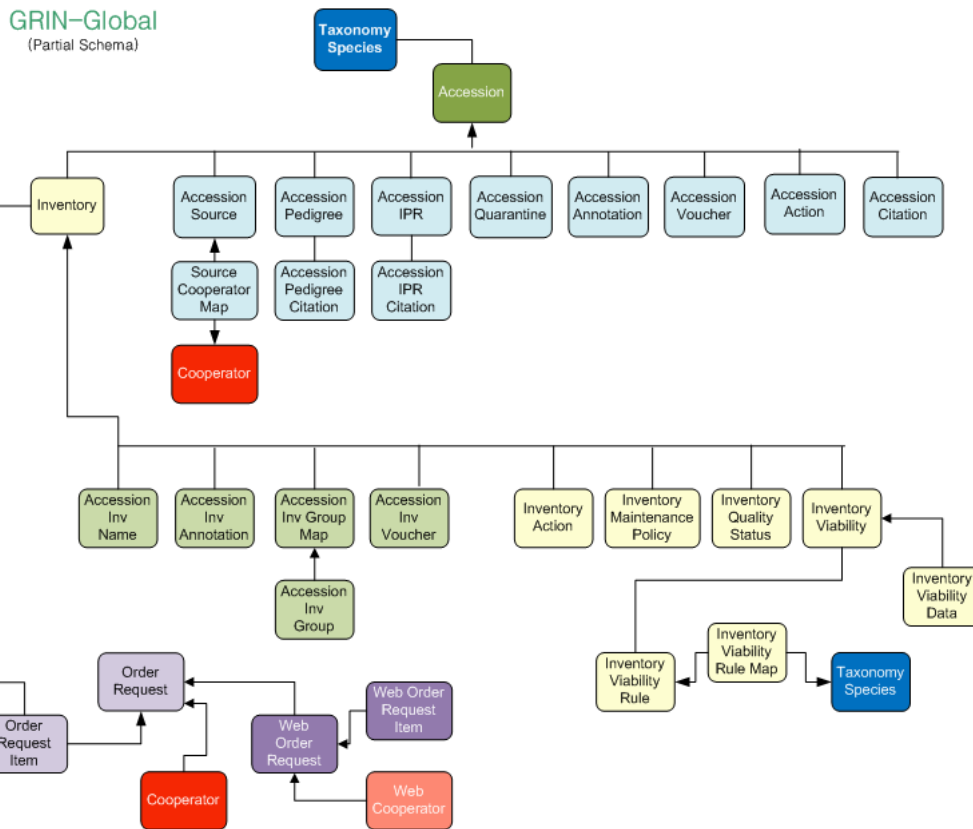 GRIN-Global
(Partial Schema)
Taxonomy
Species
Accession
Inventory
Accession
Source
Accession
Pedigree
Accession
IPR
Accession
Quarantine
Accession
Annotation
Accession
Voucher
Accession
Action
Accession
Citation
Source
Cooperator
Map
Accession
Pedigree
Citation
Accession
IPR
Citation
Cooperator
Accession
Inv
Name
Accession
Inv
Annotation
Accession
Inv Group
Map
Accession
Inv
Voucher
Inventory
Action
Inventory
Maintenance
Policy
Inventory
Quality
Status
Inventory
Viability
Inventory
Viability
Data
Accession
Inv
Group
Inventory
Viability
Rule
Inventory
Viability
Rule Map
Taxonomy
Species
Order
Request
Order
Request
Item
Web
Order
Request
Web Order
Request
Item
Cooperator
Web
Cooperator